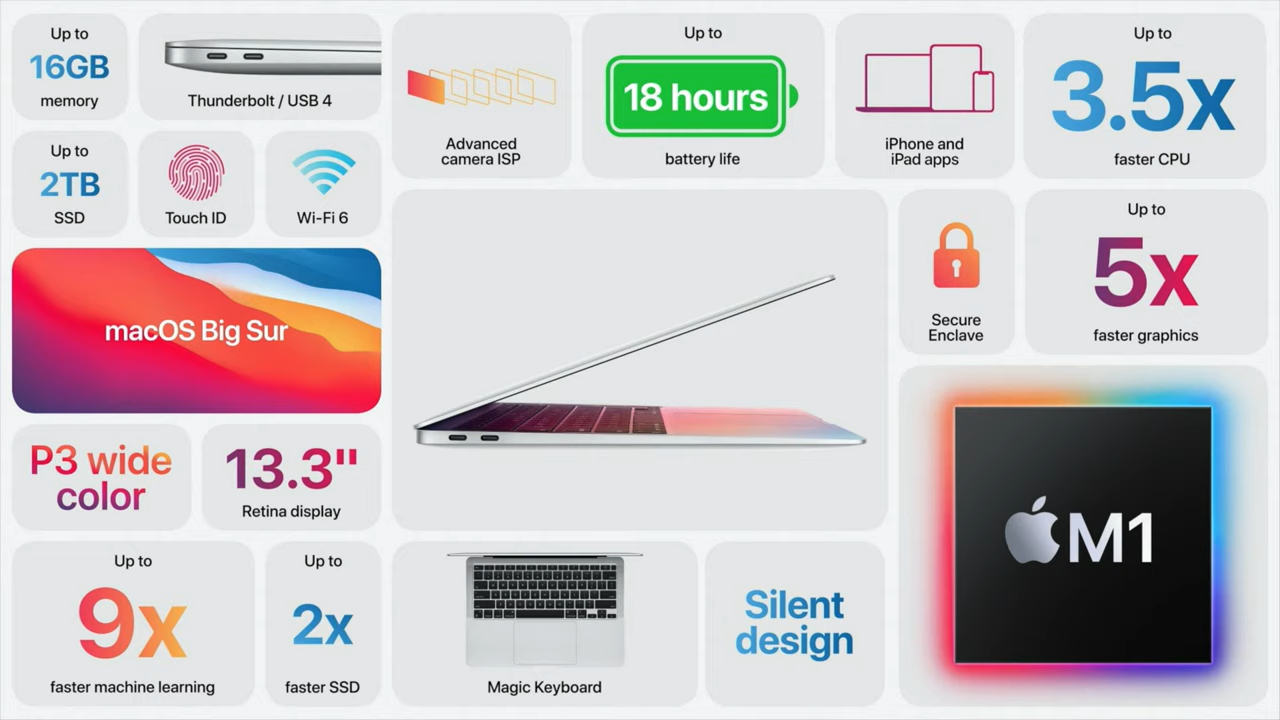 Up to
16GB
memory
Thunderbolt / USB 4
Advanced
camera ISP
Up to
18 hours
battery life
iPhone and
iPad apps
Up to
3.5x
faster CPU
Up to
2TB
SSD
Touch ID
Wi-Fi 6
macOS Big Sur
Secure
Enclave
Up to
5x
faster graphics
P3 wide
color
13.3"
Retina display
M1
Up to
9x
faster machine learning
Up to
2x
faster SSD
Magic Keyboard
Silent
design